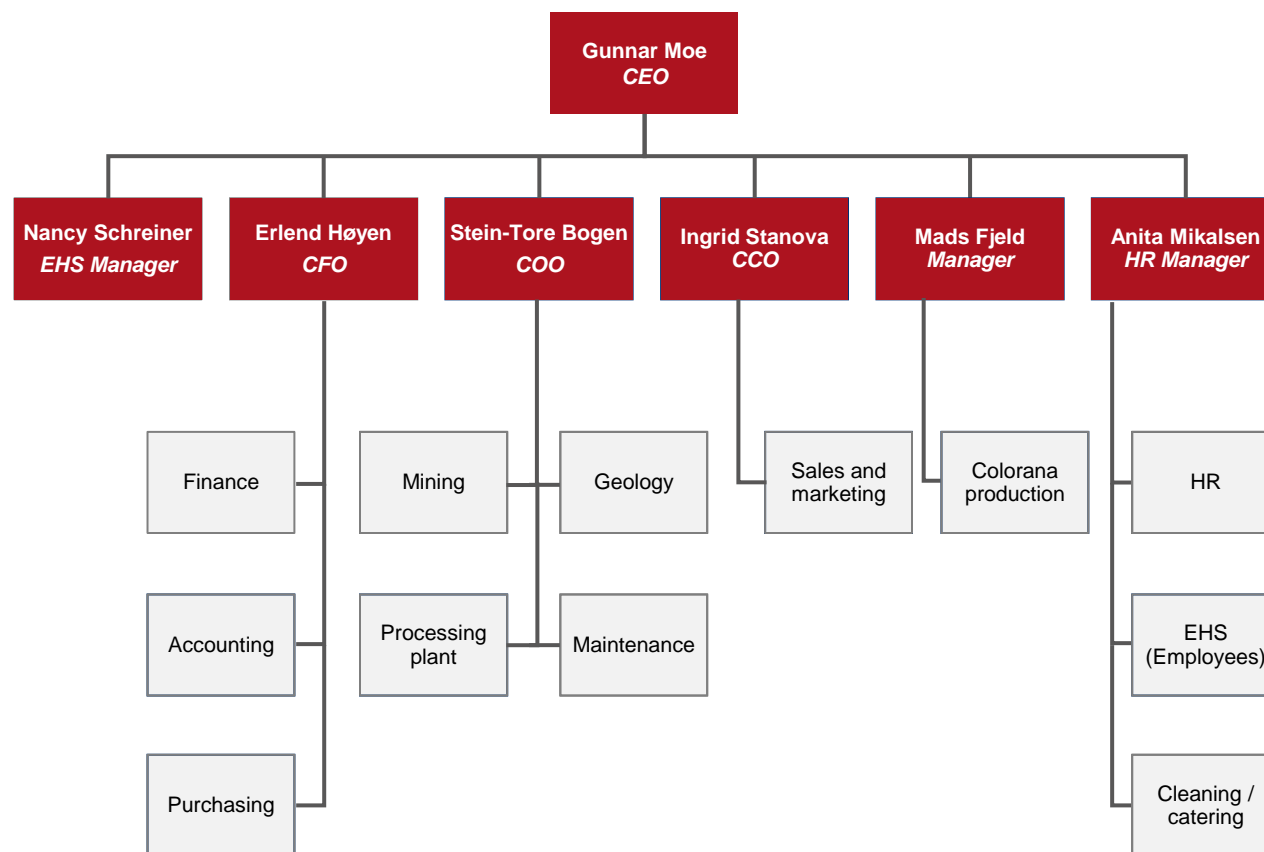 Gunnar Moe
CEO
Nancy Schreiner
EHS Manager
Erlend Høyen
CFO
Stein-Tore Bogen
COO
Ingrid Stanova
CCO
Mads Fjeld
Manager
Anita Mikalsen
HR Manager
Finance
Mining
Geology
Sales and
marketing
Colorana
production
HR
Accounting
Processing
plant
Maintenance
EHS
(Employees)
Purchasing
Cleaning /
catering